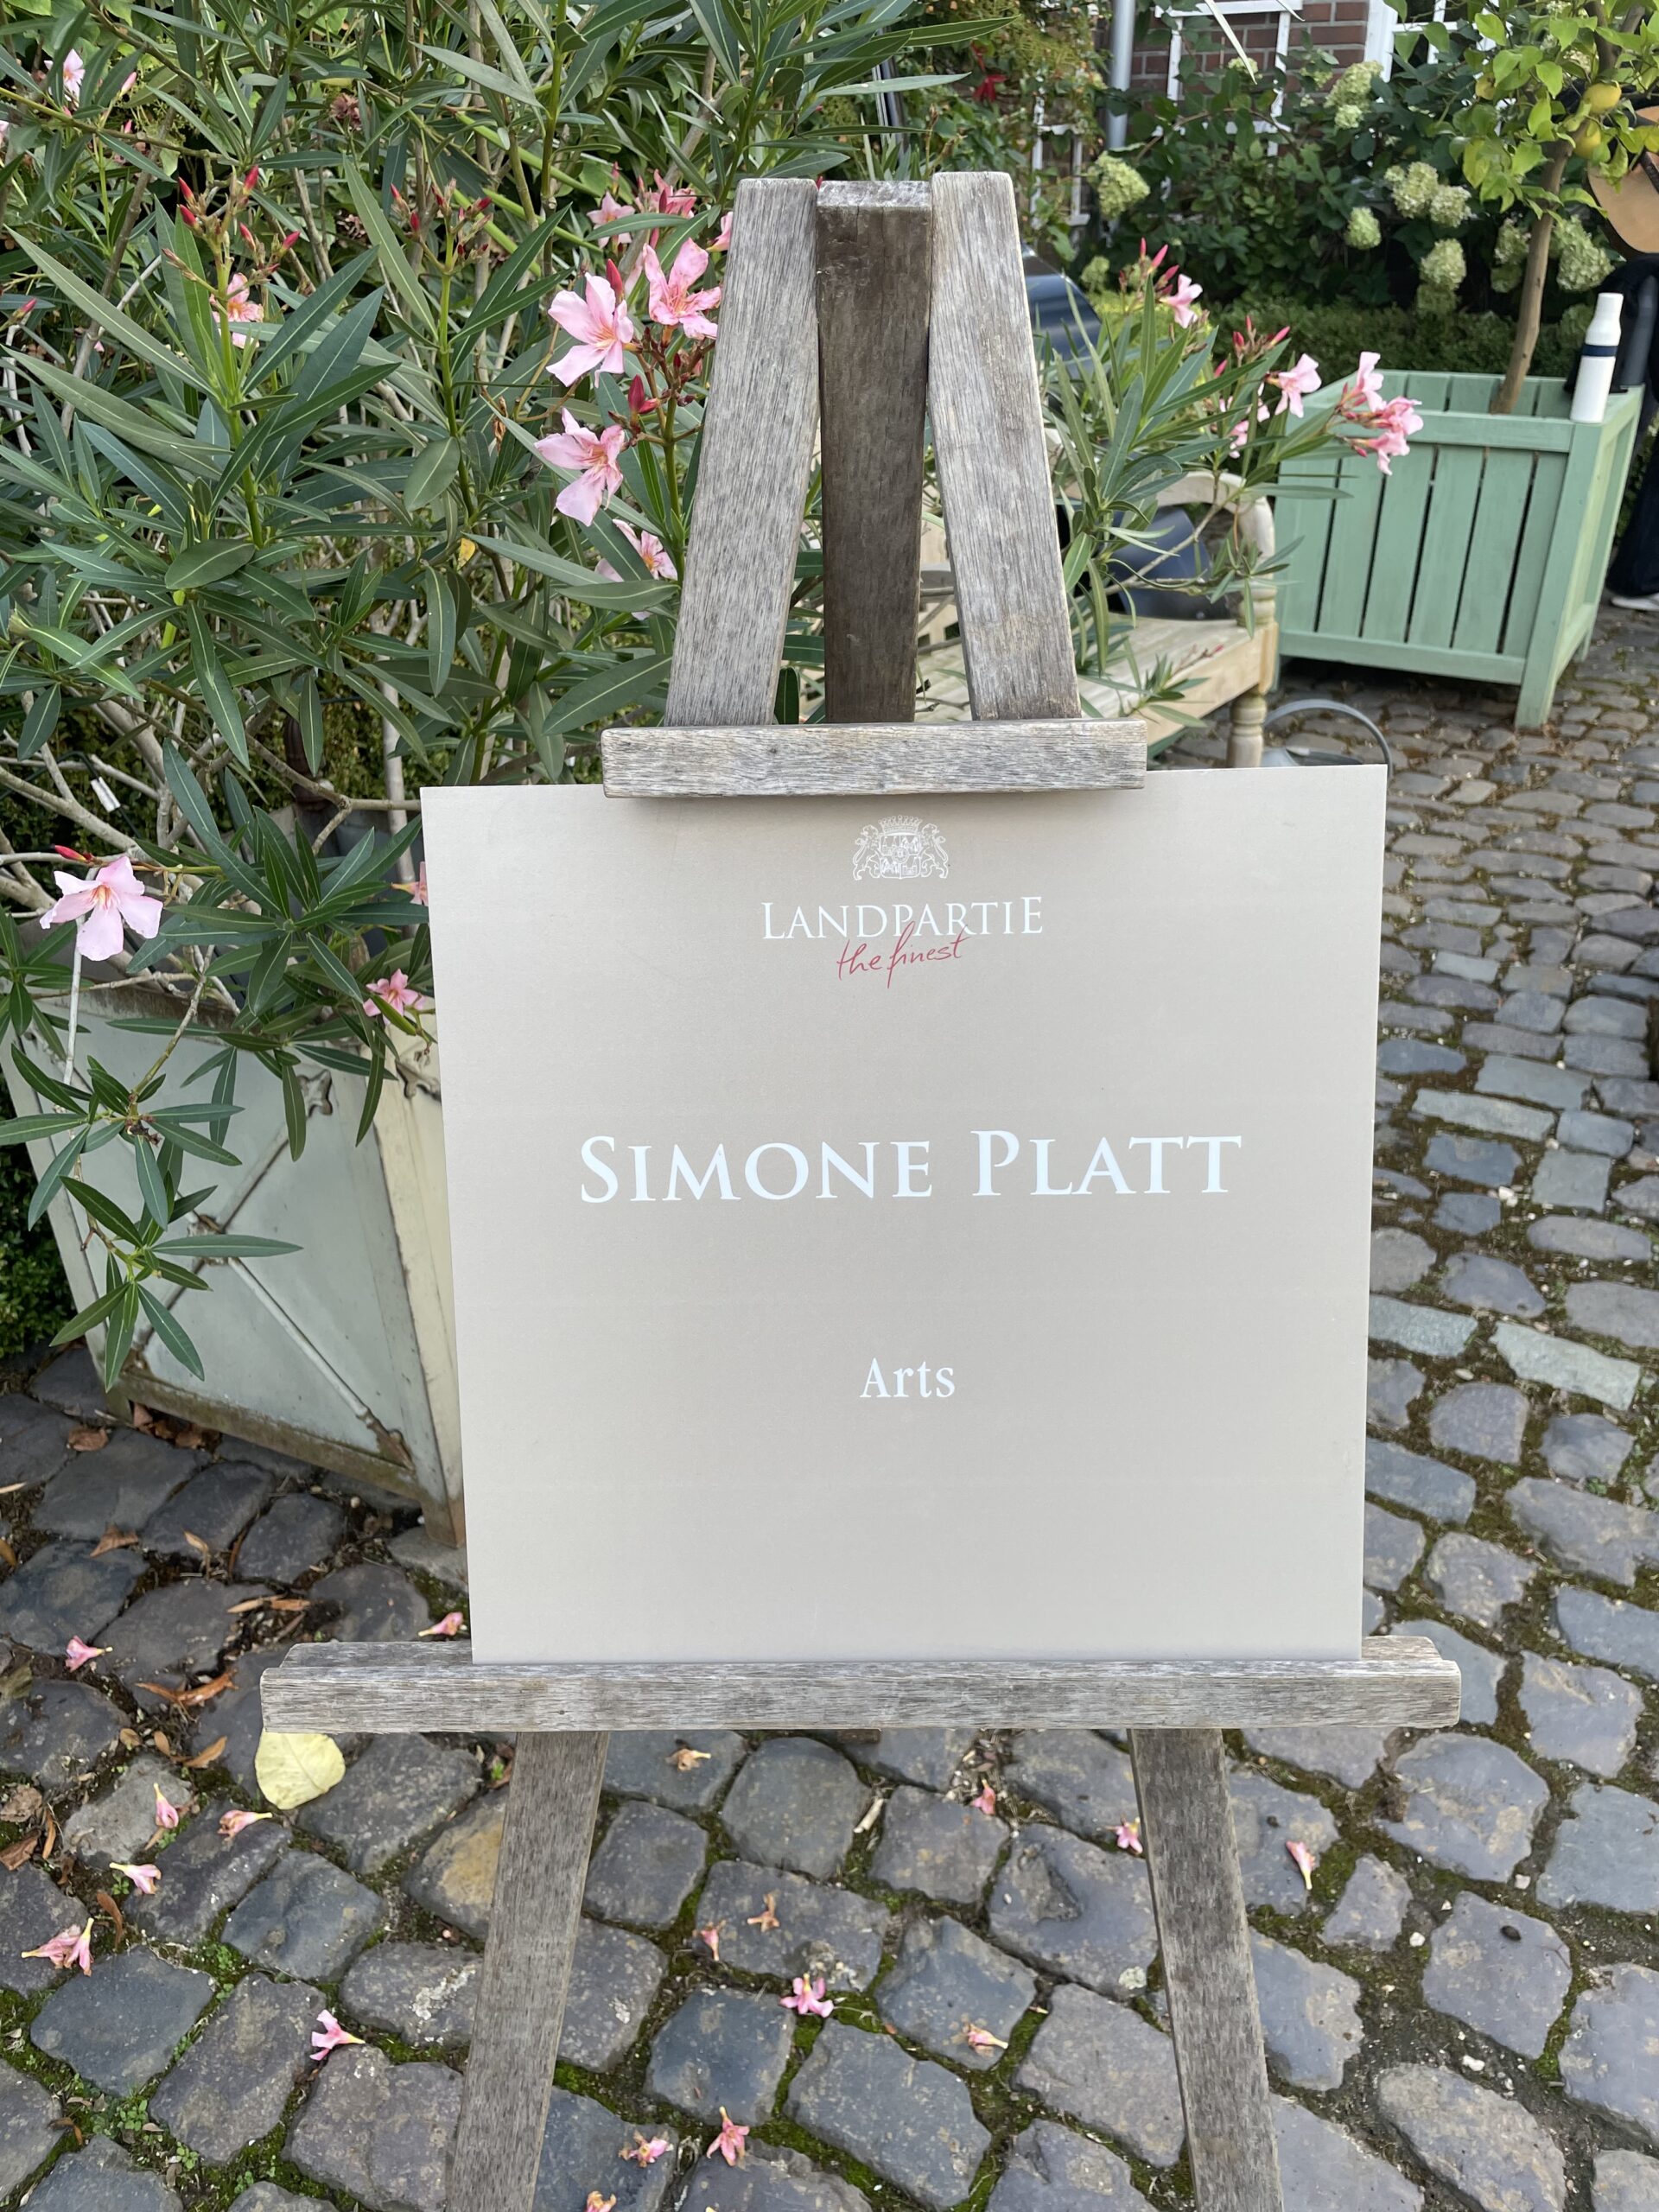 LANDPARTIE
the finest
SIMONE PLATT
Arts